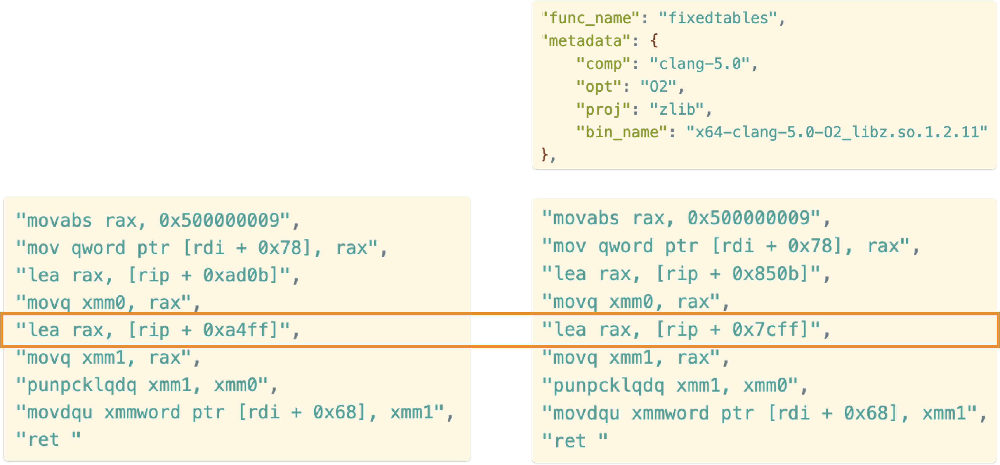 "func_name": "fixedtables",
"metadata": {
"comp": "clang-5.0",
"opt": "O2",
"proj": "zlib",
"bin_name": "x64-clang-5.0-O2_libz.so.1.2.11"
},
"movabs rax, 0x500000009",
"mov qword ptr [rdi + 0x78], rax",
"lea rax, [rip + 0xad0b]",
"movq xmm0, rax",
"lea rax, [rip + 0xa4ff]",
"movq xmm1, rax",
"punpcklqdq xmm1, xmm0",
"movdqu xmmword ptr [rdi + 0x68], xmm1",
"ret "
"movabs rax, 0x500000009",
"mov qword ptr [rdi + 0x78], rax",
"lea rax, [rip + 0x850b]",
"movq xmm0, rax",
"lea rax, [rip + 0x7cff]",
"movq xmm1, rax",
"punpcklqdq xmm1, xmm0",
"movdqu xmmword ptr [rdi + 0x68], xmm1",
"ret "